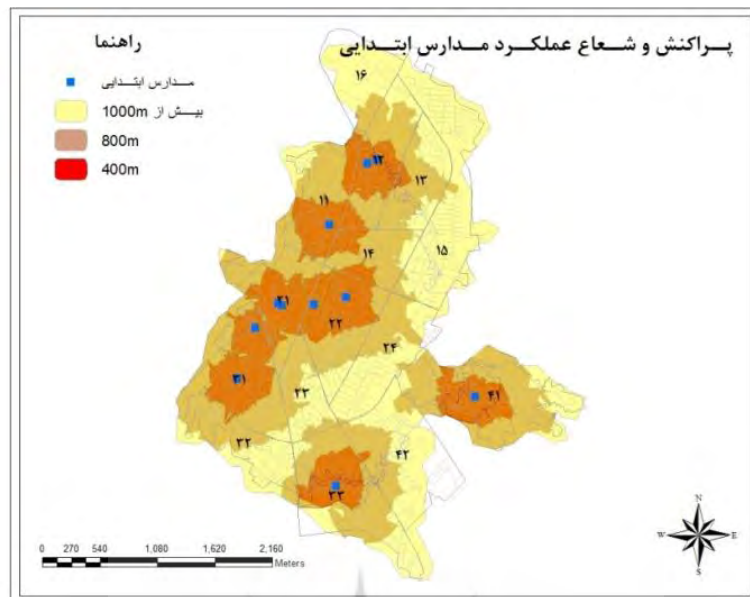 پراکنش و شعاع عملکرد مدارس ابتدایی
راهنما
مدارس ابتدایی
بیش از 1000m
800m
400m
۱۶
۱۲
۱۳
۱۱
۱۴
۱۵
۲۱
۲۲
۲۴
۳۱
۲۳
۴۱
۳۲
۴۲
۳۳
0 270 540 1,080 1,620 2,160
Meters
N
W E
S